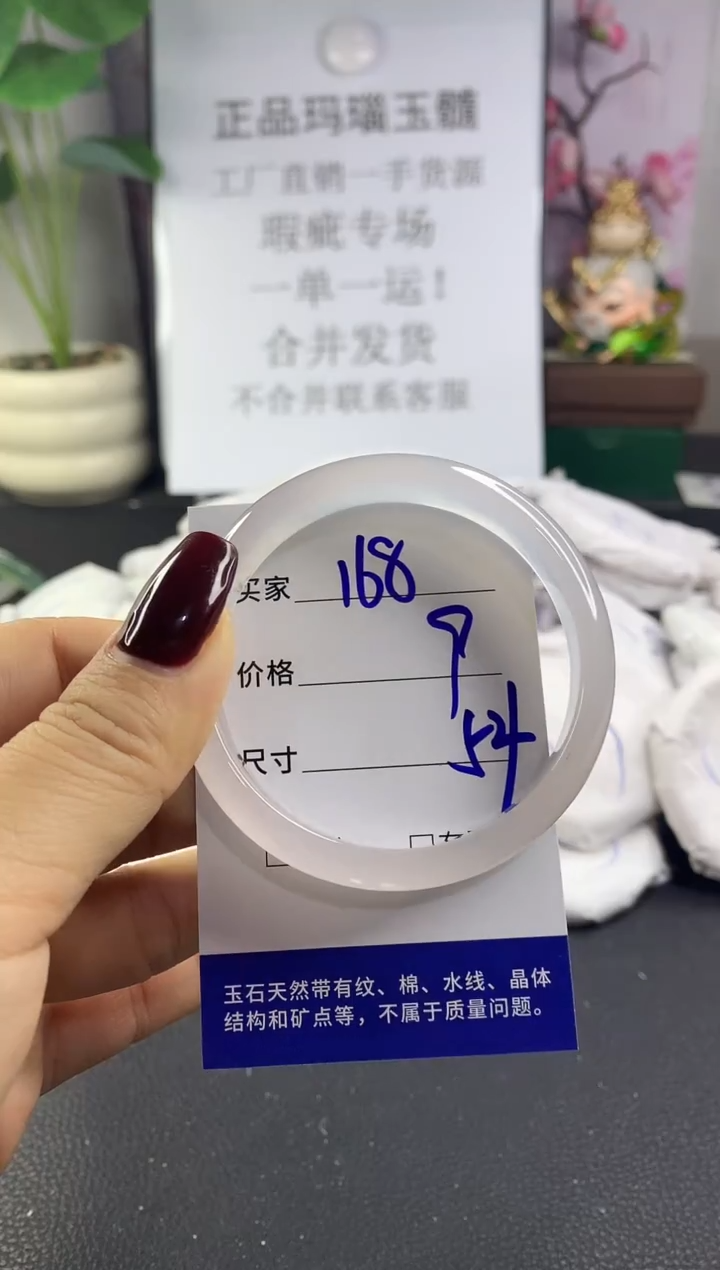 正品玛瑙玉髓
工厂直销一手货源
瑕疵专场
一单一运！
合并发货
不合并联系客服
买家 168
价格 9
尺寸 54
玉石天然带有纹、棉、水线、晶体
结构和矿点等，不属于质量问题。